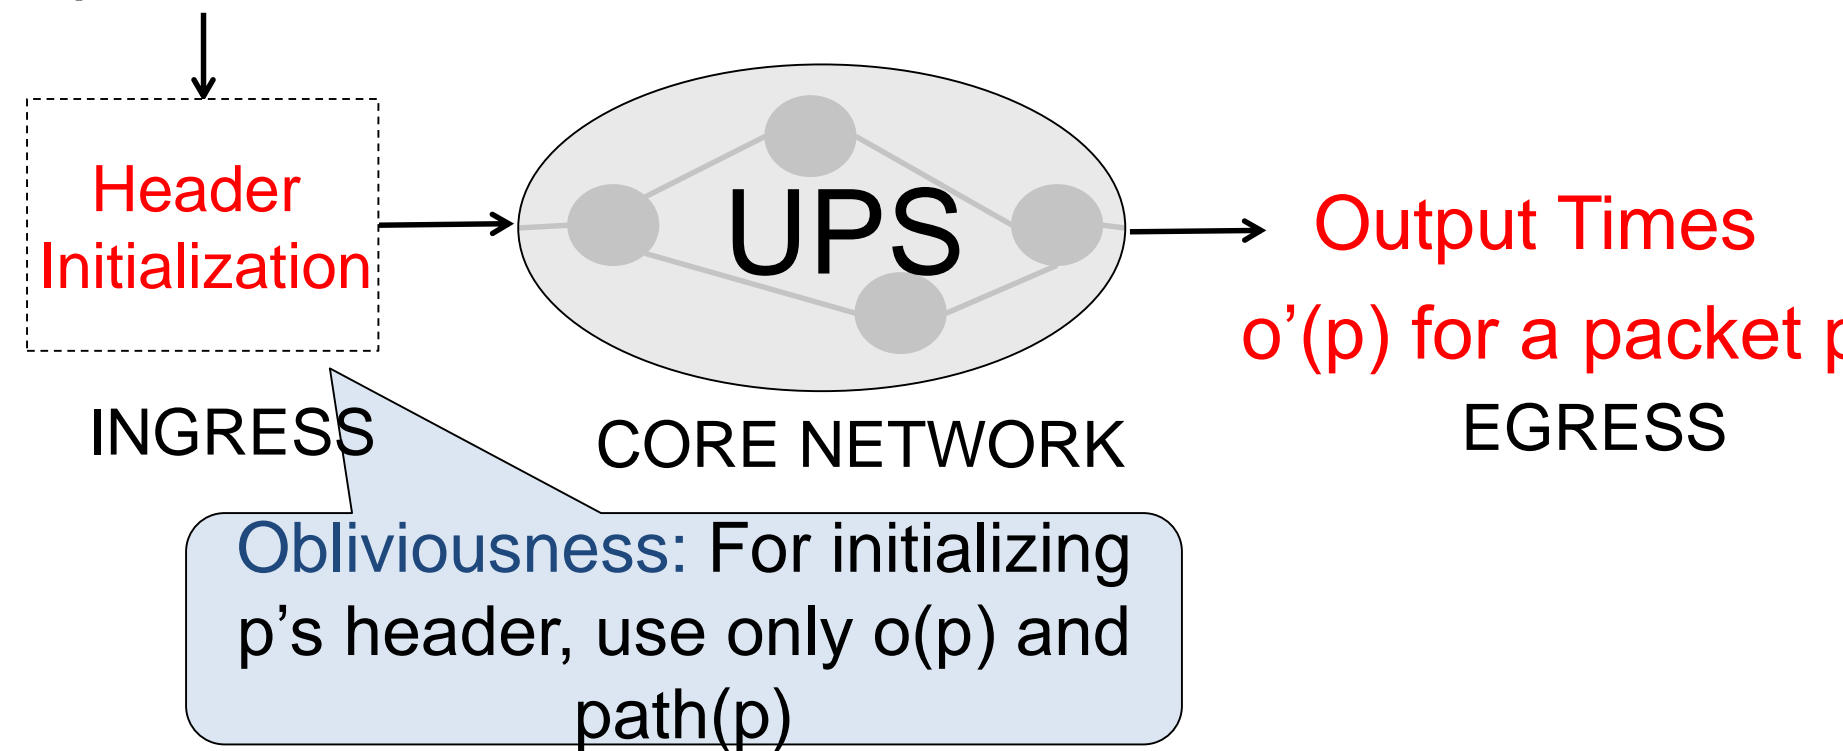 Header
Initialization
UPS
Output Times
o’(p) for a packet p
INGRESS
CORE NETWORK
EGRESS
Obliviousness: For initializing
p’s header, use only o(p) and
path(p)